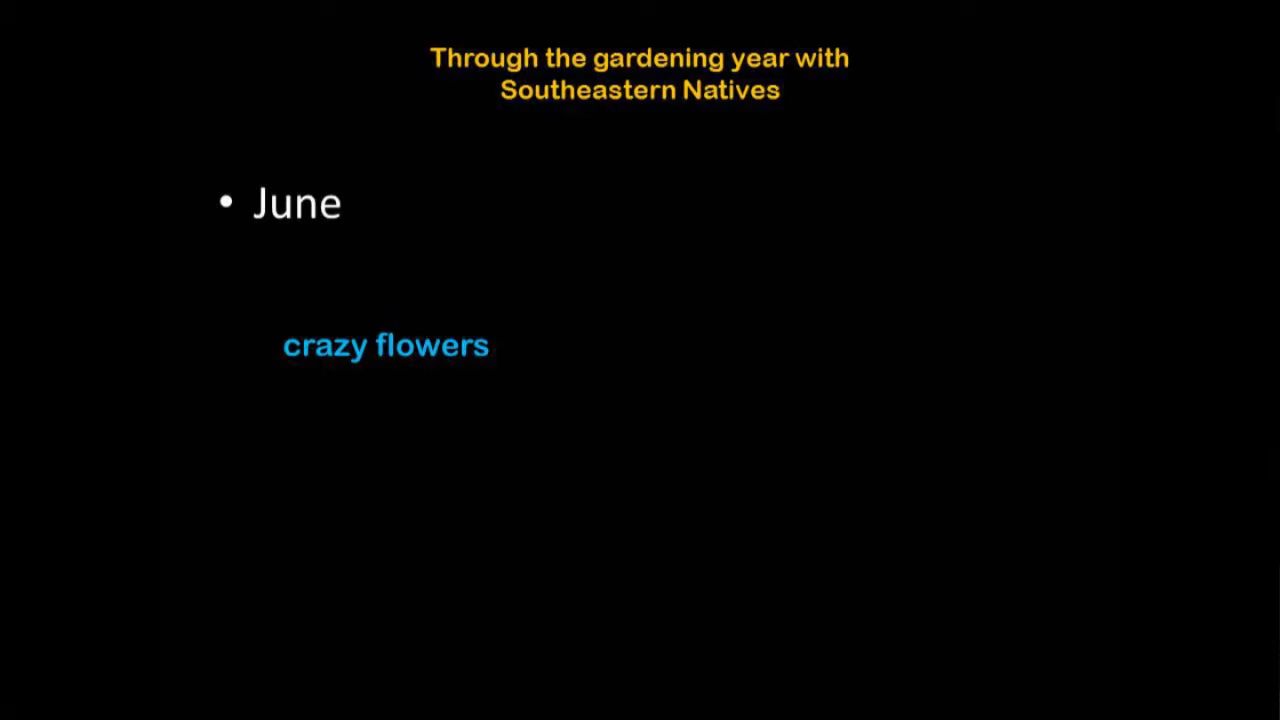 Through the gardening year with
Southeastern Natives
• June
crazy flowers